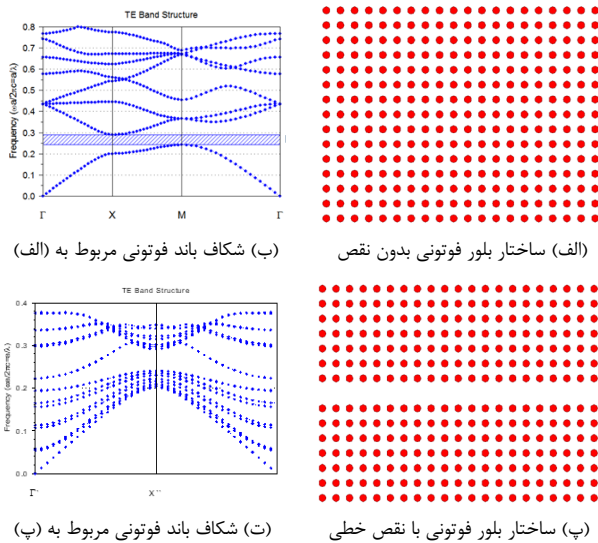 TE Band Structure
Frequency (ωa/2πc=a/λ)
0.8
0.7
0.6
0.5
0.4
0.3
0.2
0.1
0.0
Γ X M Γ
(الف) ساختار بلور فوتونی بدون نقص
(ب) شکاف باند فوتونی مربوط به (الف)
TE Band Structure
Frequency (ωa/2πc=a/λ)
0.4
0.3
0.2
0.1
0.0
Γ¨ X¨
(پ) ساختار بلور فوتونی با نقص خطی
(ت) شکاف باند فوتونی مربوط به (پ)